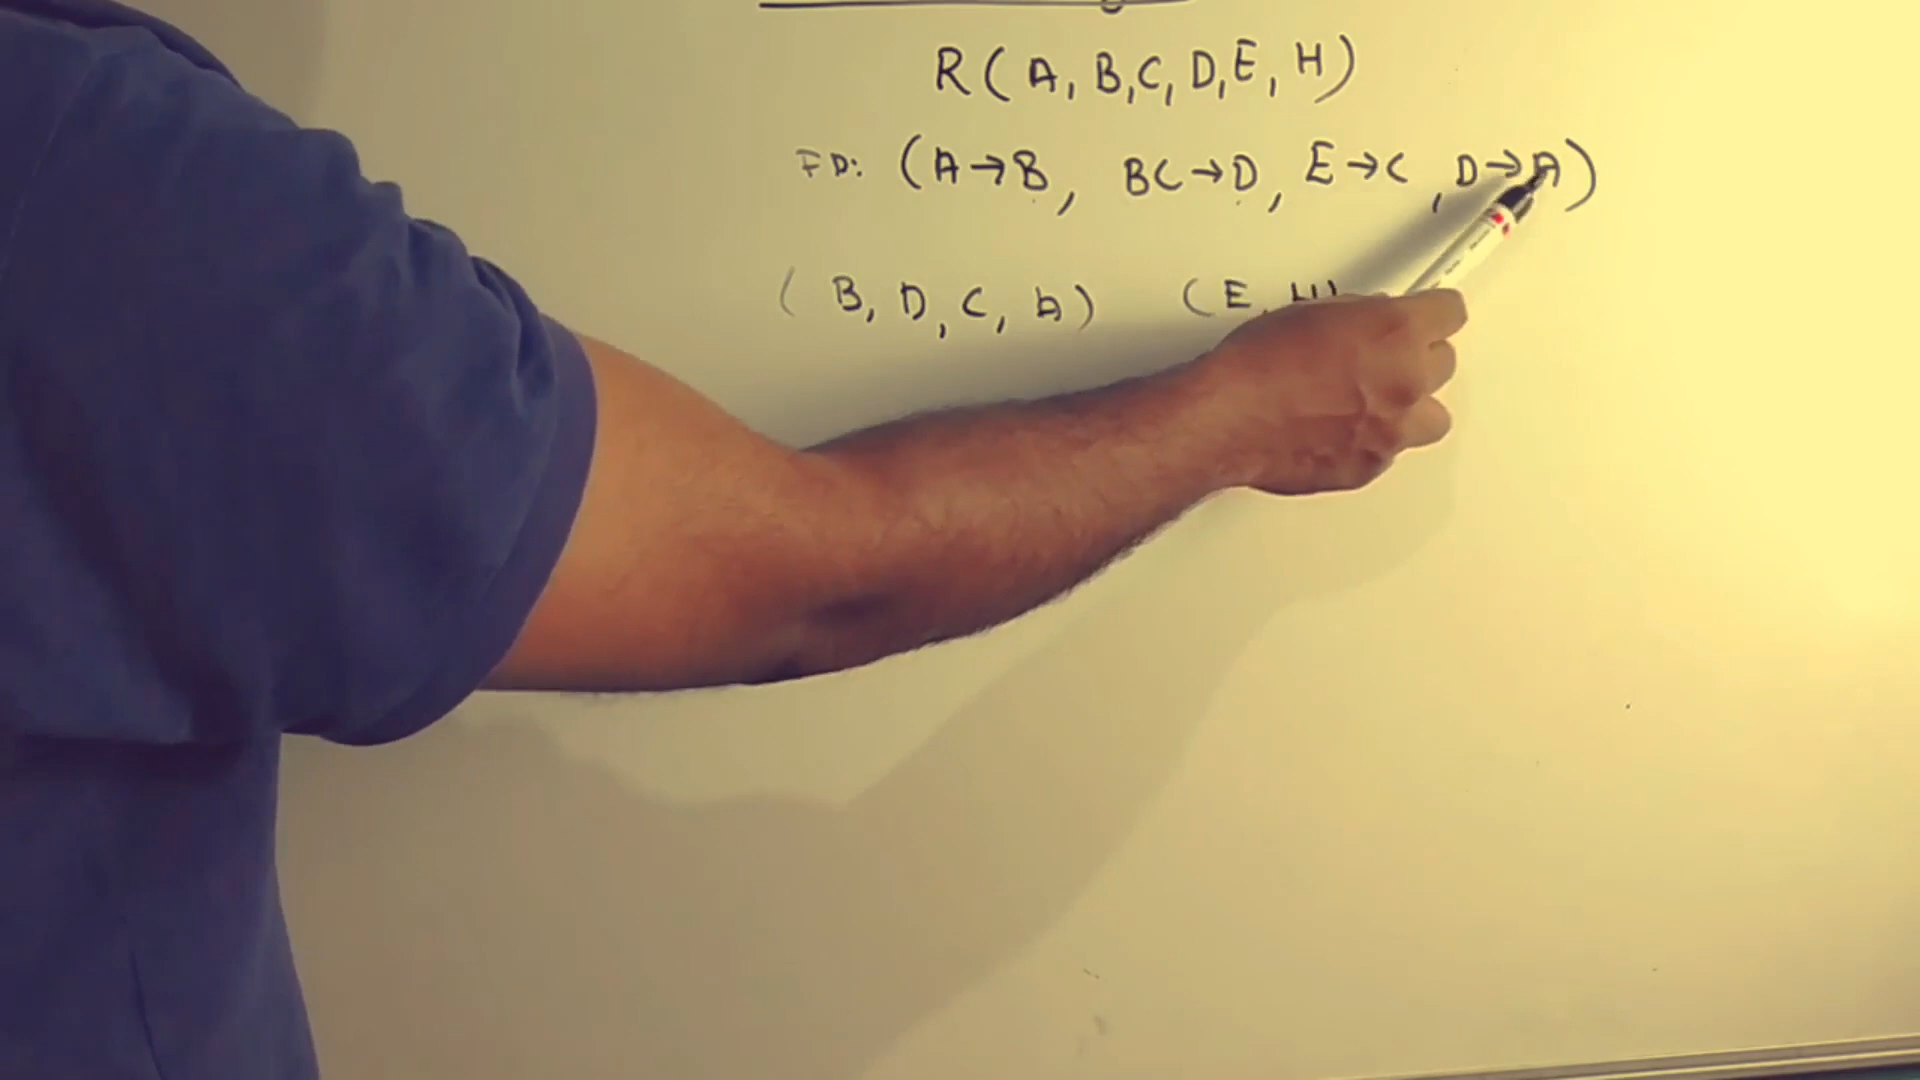 R(A, B, C, D, E, H)
FD: (A→B, BC→D, E→C, D→A)
(B, D, C, A) (E, H)